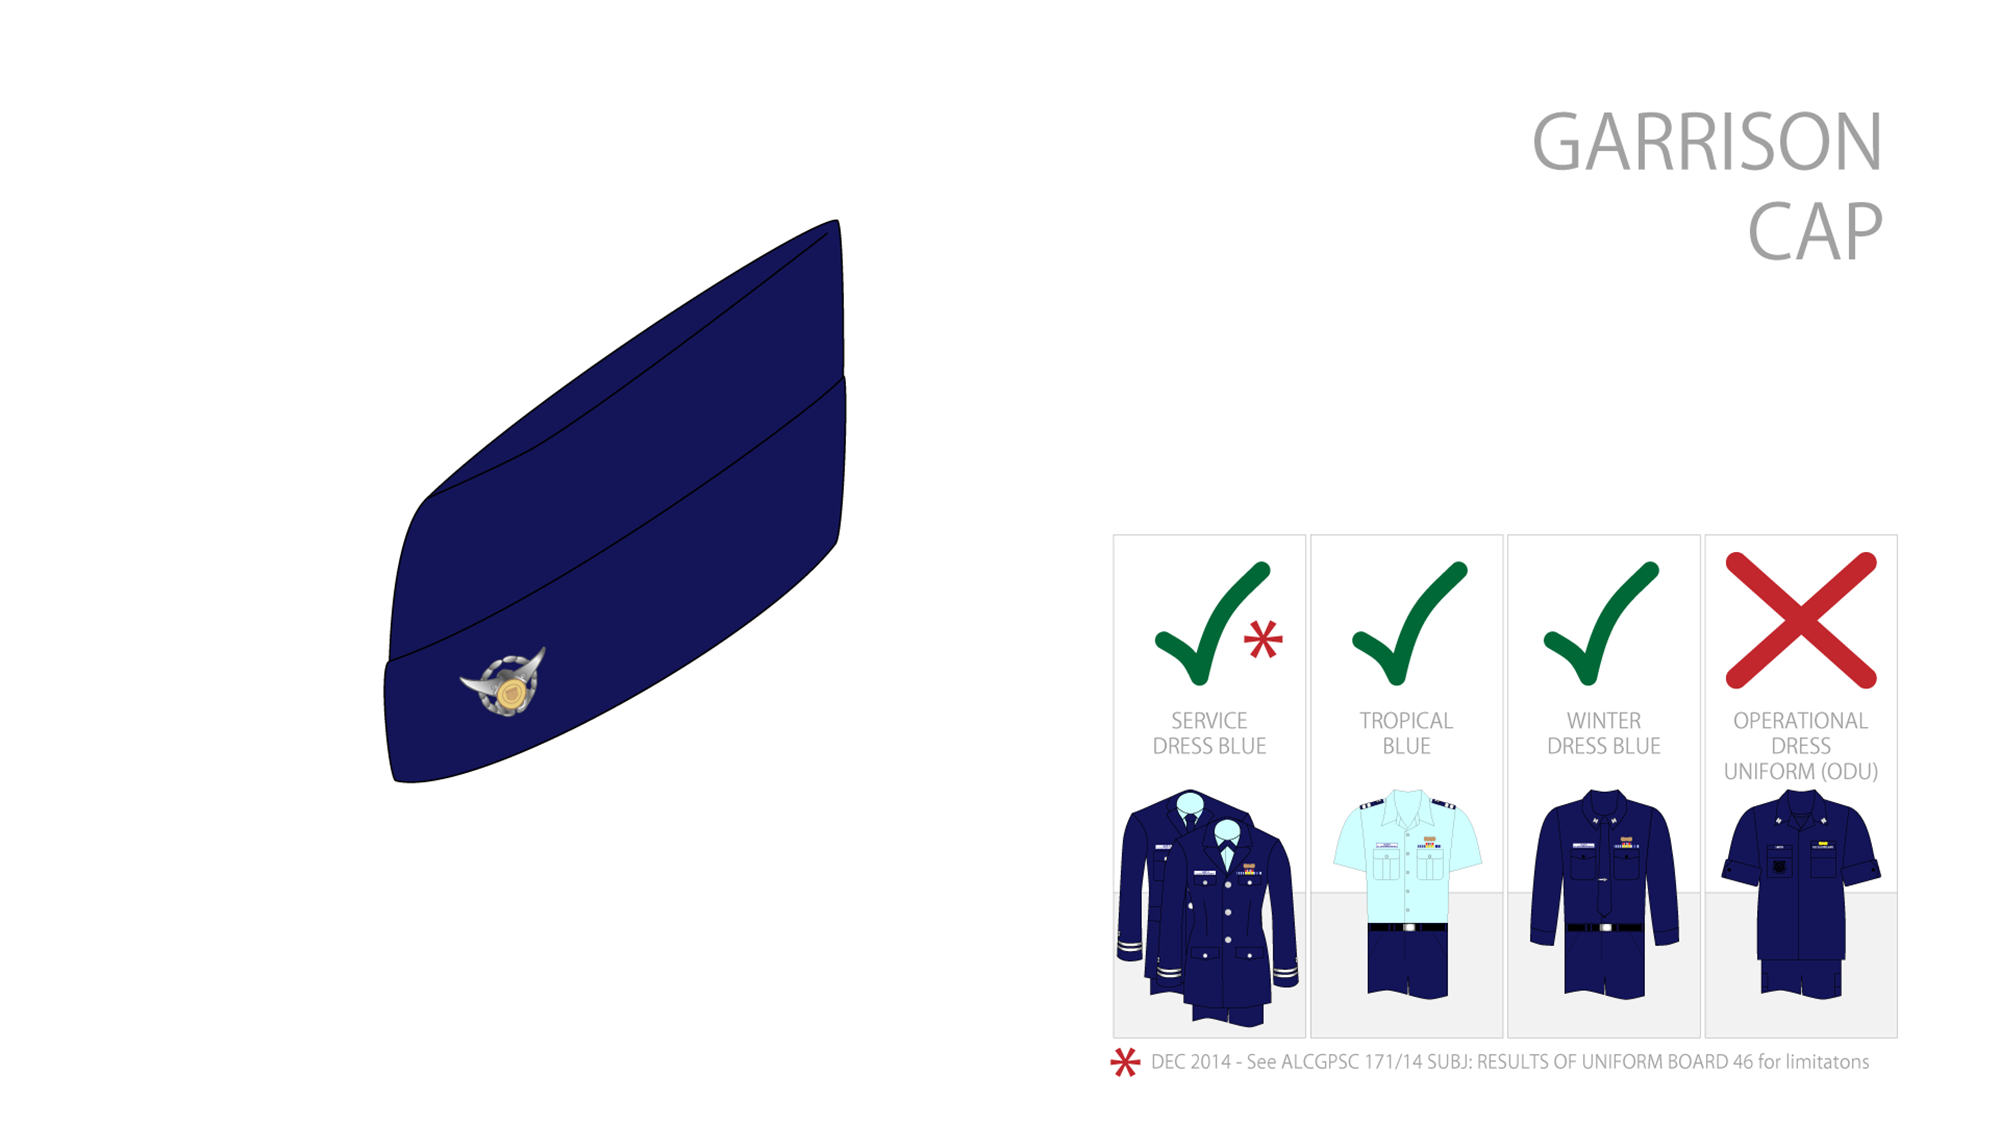 GARRISON
CAP
SERVICE
DRESS BLUE
TROPICAL
BLUE
WINTER
DRESS BLUE
OPERATIONAL
DRESS
UNIFORM (ODU)
* DEC 2014 - See ALCGPSC 171/14 SUBJ: RESULTS OF UNIFORM BOARD 46 for limitatons